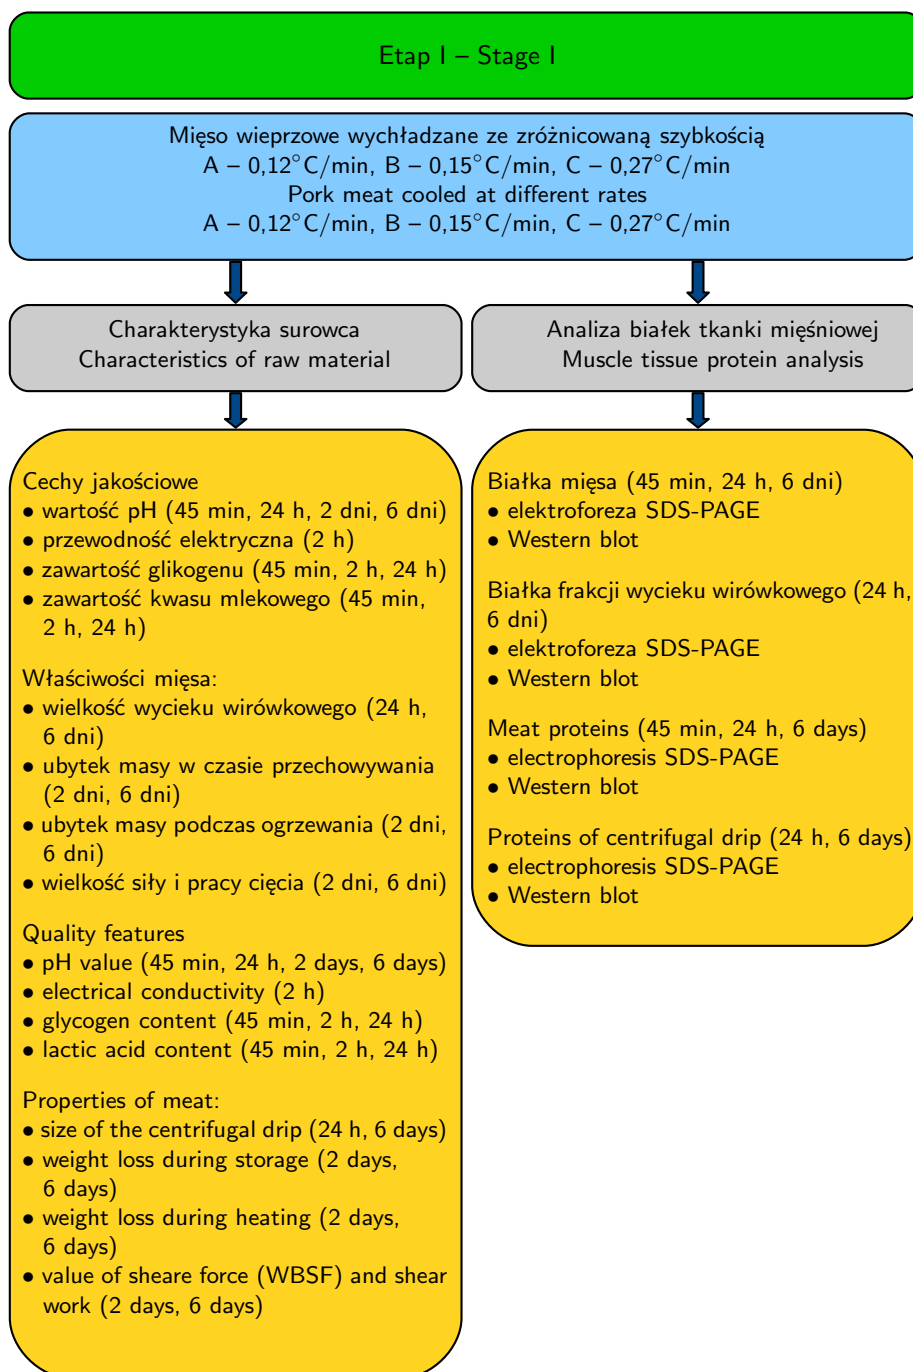 Etap I – Stage I
Mięso wieprzowe wychładzane ze zróżnicowaną szybkością
A – 0,12°C/min, B – 0,15°C/min, C – 0,27°C/min
Pork meat cooled at different rates
A – 0,12°C/min, B – 0,15°C/min, C – 0,27°C/min
Charakterystyka surowca
Characteristics of raw material
Analiza białek tkanki mięśniowej
Muscle tissue protein analysis
Cechy jakościowe
• wartość pH (45 min, 24 h, 2 dni, 6 dni)
• przewodność elektryczna (2 h)
• zawartość glikogenu (45 min, 2 h, 24 h)
• zawartość kwasu mlekowego (45 min,
2 h, 24 h)
Właściwości mięsa:
• wielkość wycieku wirówkowego (24 h,
6 dni)
• ubytek masy w czasie przechowywania
(2 dni, 6 dni)
• ubytek masy podczas ogrzewania (2 dni,
6 dni)
• wielkość siły i pracy cięcia (2 dni, 6 dni)
Quality features
• pH value (45 min, 24 h, 2 days, 6 days)
• electrical conductivity (2 h)
• glycogen content (45 min, 2 h, 24 h)
• lactic acid content (45 min, 2 h, 24 h)
Properties of meat:
• size of the centrifugal drip (24 h, 6 days)
• weight loss during storage (2 days,
6 days)
• weight loss during heating (2 days,
6 days)
• value of sheare force (WBSF) and shear
work (2 days, 6 days)
Białka mięsa (45 min, 24 h, 6 dni)
• elektroforeza SDS-PAGE
• Western blot
Białka frakcji wycieku wirówkowego (24 h,
6 dni)
• elektroforeza SDS-PAGE
• Western blot
Meat proteins (45 min, 24 h, 6 days)
• electrophoresis SDS-PAGE
• Western blot
Proteins of centrifugal drip (24 h, 6 days)
• electrophoresis SDS-PAGE
• Western blot